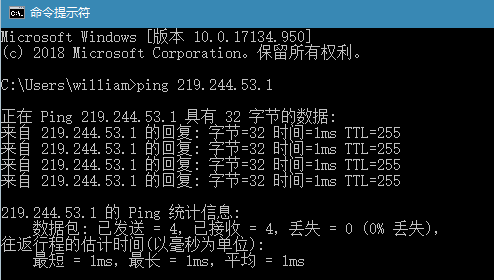 命令提示符
Microsoft Windows [版本 10.0.17134.950]
(c) 2018 Microsoft Corporation。保留所有权利。
C:\Users\william>ping 219.244.53.1
正在 Ping 219.244.53.1 具有 32 字节的数据:
来自 219.244.53.1 的回复: 字节=32 时间=1ms TTL=255
来自 219.244.53.1 的回复: 字节=32 时间=1ms TTL=255
来自 219.244.53.1 的回复: 字节=32 时间=1ms TTL=255
来自 219.244.53.1 的回复: 字节=32 时间=1ms TTL=255
219.244.53.1 的 Ping 统计信息:
数据包: 已发送 = 4，已接收 = 4，丢失 = 0 (0% 丢失)，
往返行程的估计时间(以毫秒为单位):
最短 = 1ms，最长 = 1ms，平均 = 1ms